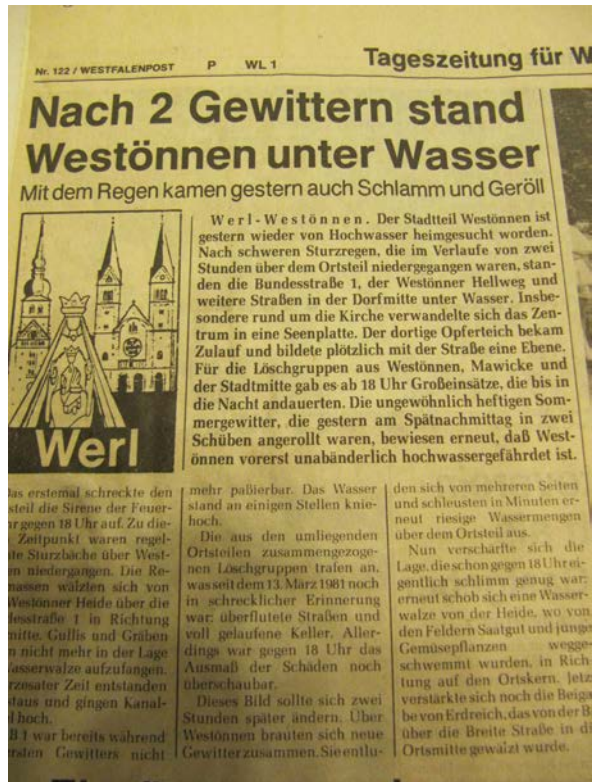 Nr. 122 / WESTFALENPOST P WL 1
Tageszeitung für W
Nach 2 Gewittern stand
Westönnen unter Wasser
Mit dem Regen kamen gestern auch Schlamm und Geröll
Werl
Werl-Westönnen. Der Stadtteil Westönnen ist
gestern wieder von Hochwasser heimgesucht worden.
Nach schweren Sturzregen, die im Verlaufe von zwei
Stunden über dem Ortsteil niedergegangen waren, stan-
den die Bundesstraße 1, der Westönner Hellweg und
weitere Straßen in der Dorfmitte unter Wasser. Insbe-
sondere rund um die Kirche verwandelte sich das Zen-
trum in eine Seenplatte. Der dortige Opferteich bekam
Zulauf und bildete plötzlich mit der Straße eine Ebene.
Für die Löschgruppen aus Westönnen, Mawicke und
der Stadtmitte gab es ab 18 Uhr Großeinsätze, die bis in
die Nacht andauerten. Die ungewöhnlich heftigen Som-
mergewitter, die gestern am Spätnachmittag in zwei
Schüben angerollt waren, bewiesen erneut, daß West-
önnen vorerst unabänderlich hochwassergefährdet ist.
Das erstemal schreckte den
steil die Sirene der Feuer-
hr gegen 18 Uhr auf. Zu die-
Zeitpunkt waren regel-
te Sturzbäche über West-
en niedergangen. Die Re-
massen wälzten sich von
Westönner Heide über die
desstraße 1 in Richtung
mitte. Gullis und Gräben
n nicht mehr in der Lage
Wasserwalze aufzufangen.
rzesater Zeit entstanden
staus und gingen Kanal-
l hoch.
B 1 war bereits während
ersten Gewitters nicht
mehr paßierbar. Das Wasser
stand an einigen Stellen knie-
hoch.
Die aus den umliegenden
Ortsteilen zusammengezoge-
nen Löschgruppen trafen an,
was seit dem 13. März 1981 noch
in schrecklicher Erinnerung
war: überflutete Straßen und
voll gelaufene Keller. Aller-
dings war gegen 18 Uhr das
Ausmaß der Schäden noch
überschaubar.
Dieses Bild sollte sich zwei
Stunden später ändern. Über
Westönnen brauten sich neue
Gewitter zusammen. Sie entlu-
den sich von mehreren Seiten
und schleusten in Minuten er-
neut riesige Wassermengen
über dem Ortsteil aus.
Nun verschärfte sich die
Lage, die schon gegen 18 Uhr ei-
gentlich schlimm genug war:
erneut schob sich eine Wasser-
walze von der Heide, wo von
den Feldern Saatgut und junge
Gemüsepflanzen wegge-
schwemmt wurden, in Rich-
tung auf den Ortskern. Jetz
verstärkte sich noch die Beiga
be von Erdreich, das von der B
über die Breite Straße in di
Ortsmitte gewälzt wurde.